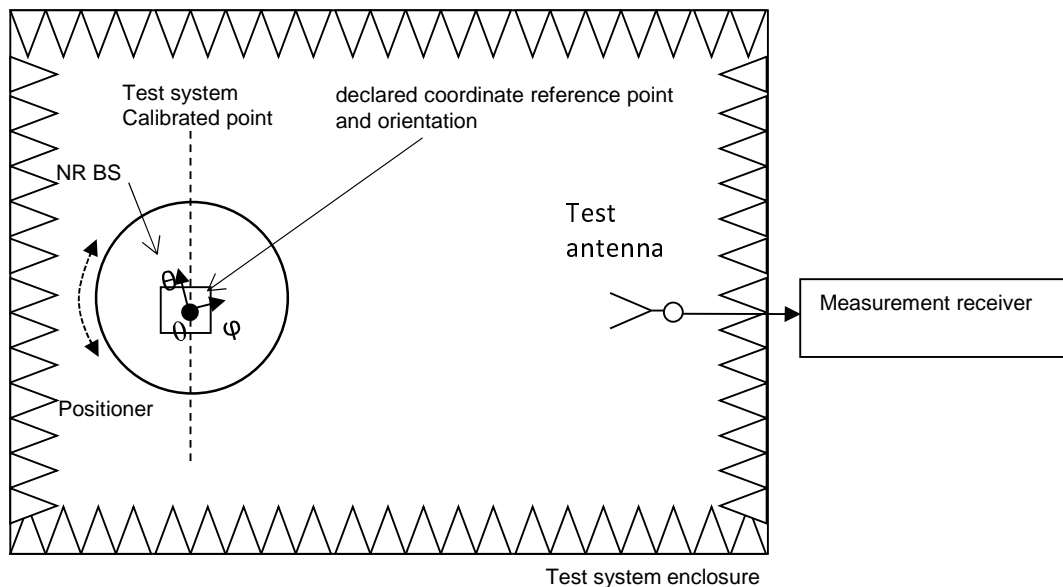 Test system
Calibrated point
declared coordinate reference point
and orientation
NR BS
Test
antenna
θ
θ
φ
Measurement receiver
Positioner
Test system enclosure